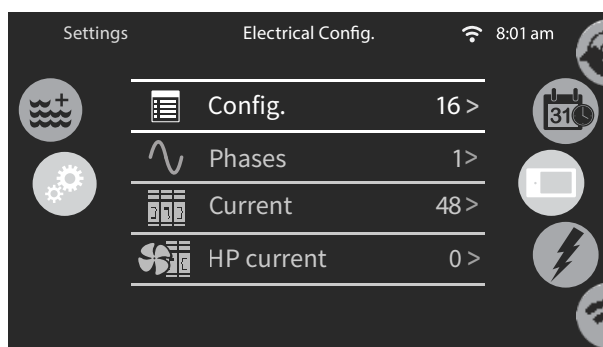 Settings Electrical Config. 8:01 am
Config. 16 >
31
Phases 1 >
Current 48 >
HP current 0 >